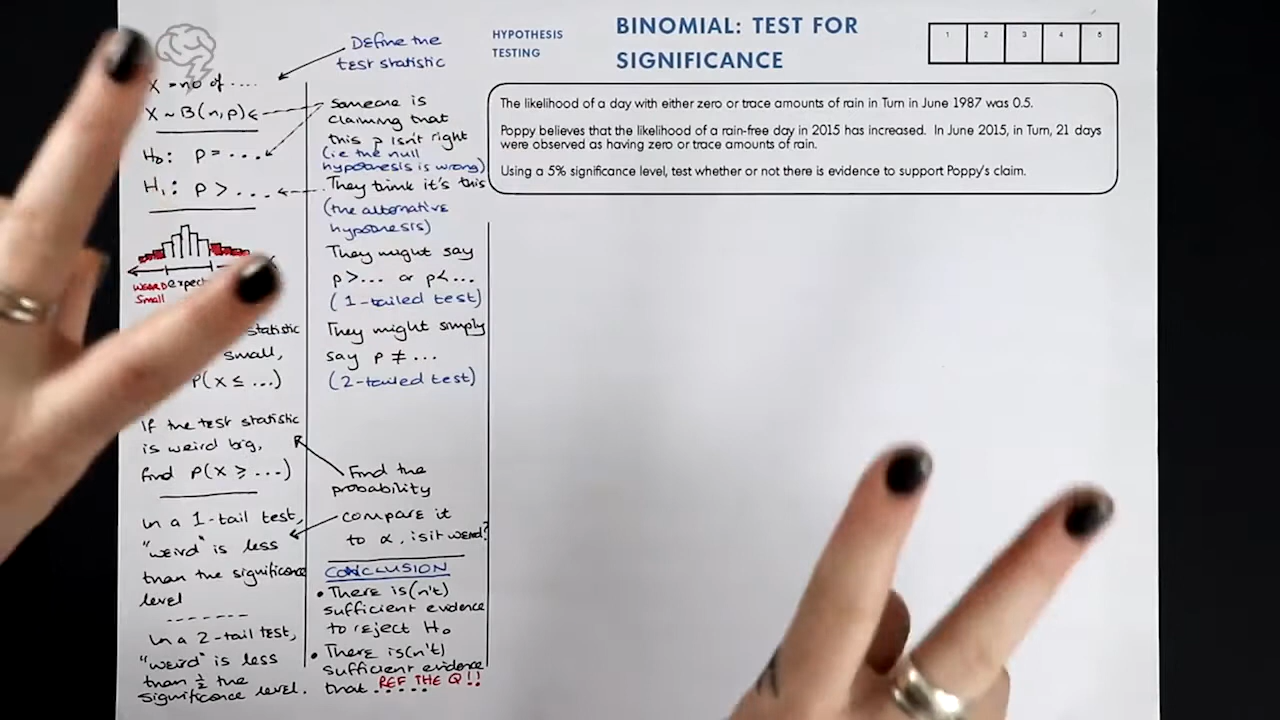 HYPOTHESIS
TESTING
BINOMIAL: TEST FOR
SIGNIFICANCE
1 2 3 4 5
The likelihood of a day with either zero or trace amounts of rain in Turn in June 1987 was 0.5.
Poppy believes that the likelihood of a rain-free day in 2015 has increased. In June 2015, in Turn, 21 days
were observed as having zero or trace amounts of rain.
Using a 5% significance level, test whether or not there is evidence to support Poppy's claim.
X = no of ....
X ~ B(n,p)
H₀: p = ....
H₁: p > ...
WEIRD
small
statistic
small,
P(X ≤ ...)
If the test statistic
is weird big,
find P(X ≥ ...)
In a 1-tail test,
"weird" is less
than the significance
level
In a 2-tail test,
"weird" is less
than ½ the
significance level.
Define the
test statistic
Someone is
claiming that
this p isn't right
(ie the null
hypothesis is wrong)
They think it's this
(the alternative
hypothesis)
They might say
p>... or p<...
(1-tailed test)
They might simply
say p ≠ ...
(2-tailed test)
Find the
probability
compare it
to α, is it weird?
CONCLUSION
• There is(n't)
sufficient evidence
to reject H₀
• There is(n't)
sufficient evidence
that ..... REF THE Q!!